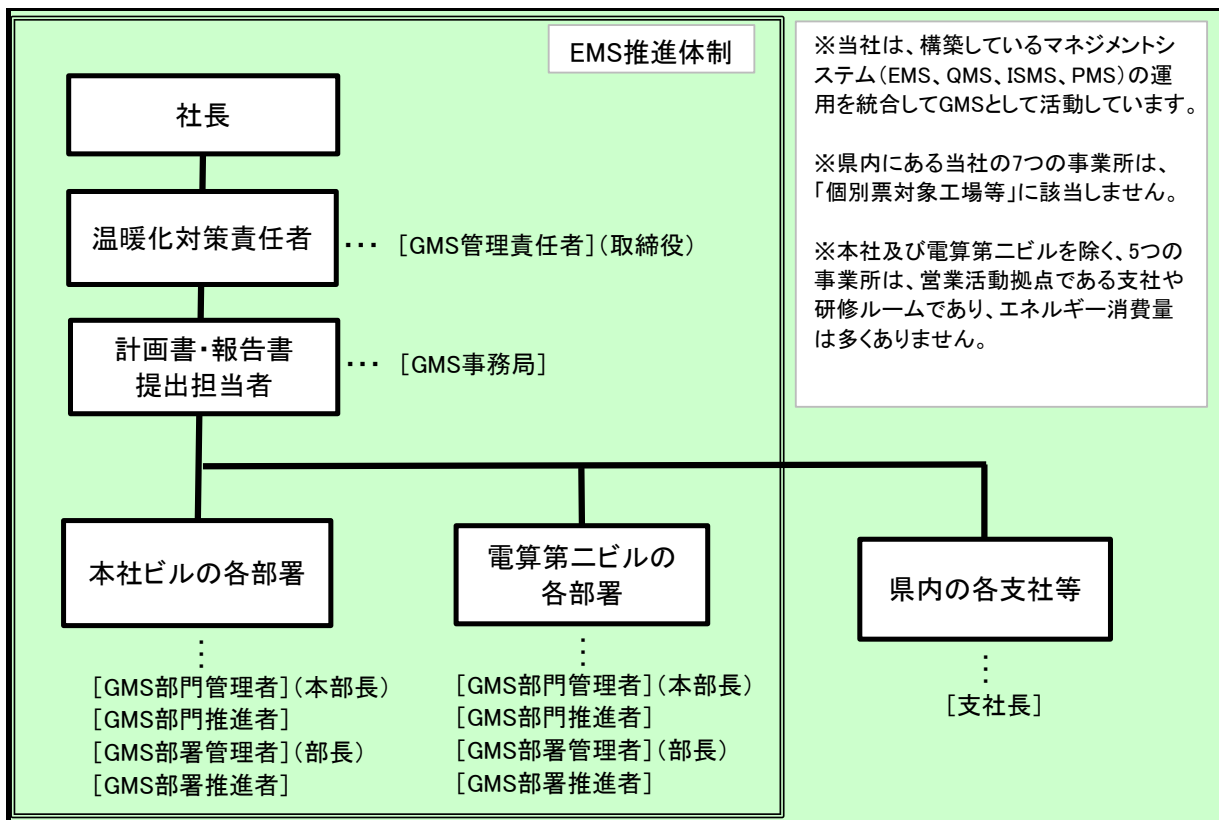 EMS推進体制
社長
温暖化対策責任者
･･･ [GMS管理責任者](取締役)
計画書・報告書
提出担当者
･･･ [GMS事務局]
本社ビルの各部署
⋮
[GMS部門管理者](本部長)
[GMS部門推進者]
[GMS部署管理者](部長)
[GMS部署推進者]
電算第二ビルの
各部署
⋮
[GMS部門管理者](本部長)
[GMS部門推進者]
[GMS部署管理者](部長)
[GMS部署推進者]
県内の各支社等
⋮
[支社長]
※当社は、構築しているマネジメントシ
ステム(EMS、QMS、ISMS、PMS)の運
用を統合してGMSとして活動しています。
※県内にある当社の7つの事業所は、
「個別票対象工場等」に該当しません。
※本社及び電算第二ビルを除く、5つの
事業所は、営業活動拠点である支社や
研修ルームであり、エネルギー消費量
は多くありません。